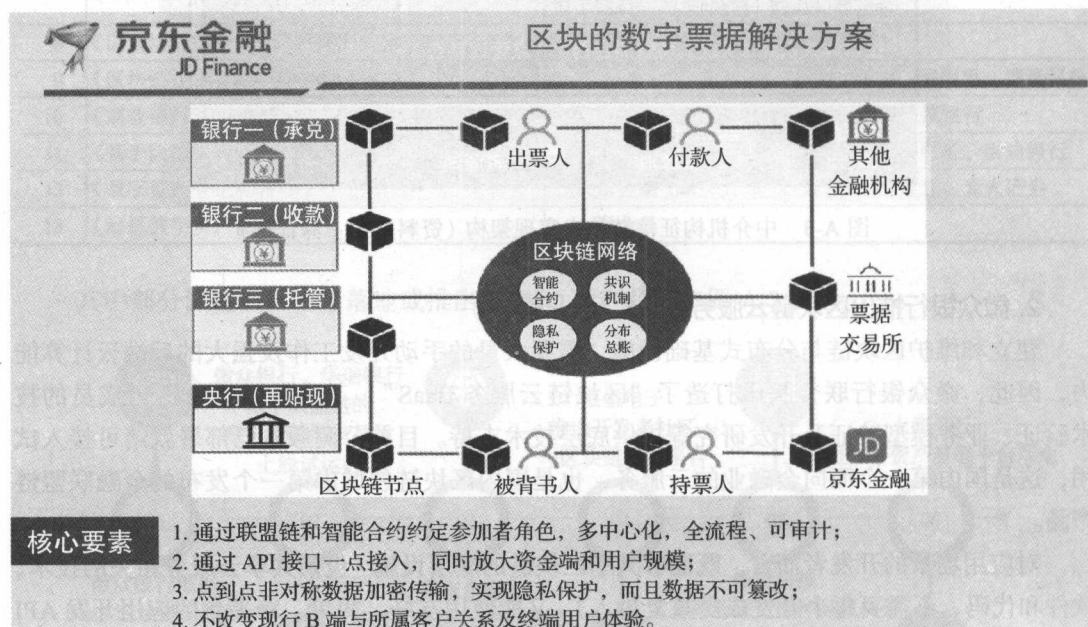 京东金融
JD Finance
区块的数字票据解决方案
银行一（承兑）
银行二（收款）
银行三（托管）
央行（再贴现）
出票人
付款人
其他
金融机构
区块链网络
智能
合约
共识
机制
隐私
保护
分布
总账
票据
交易所
区块链节点
被背书人
持票人
JD
京东金融
核心要素
1. 通过联盟链和智能合约约定参加者角色，多中心化，全流程、可审计；
2. 通过 API 接口一点接入，同时放大资金端和用户规模；
3. 点到点非对称数据加密传输，实现隐私保护，而且数据不可篡改；
4. 不改变现行 B 端与所属客户关系及终端用户体验。